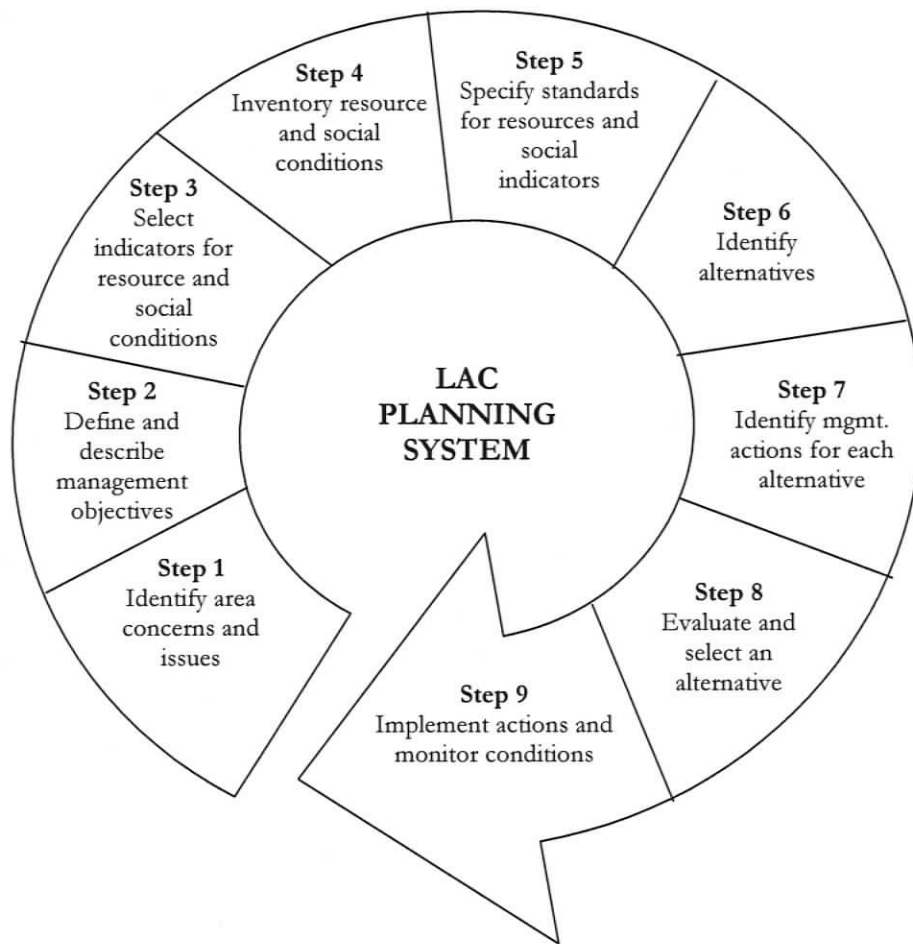 Step 1
Identify area
concerns and
issues
Step 2
Define and
describe
management
objectives
Step 3
Select
indicators for
resource and
social
conditions
Step 4
Inventory resource
and social
conditions
Step 5
Specify standards
for resources and
social
indicators
Step 6
Identify
alternatives
Step 7
Identify mgmt.
actions for each
alternative
Step 8
Evaluate and
select an
alternative
Step 9
Implement actions and
monitor conditions
LAC
PLANNING
SYSTEM